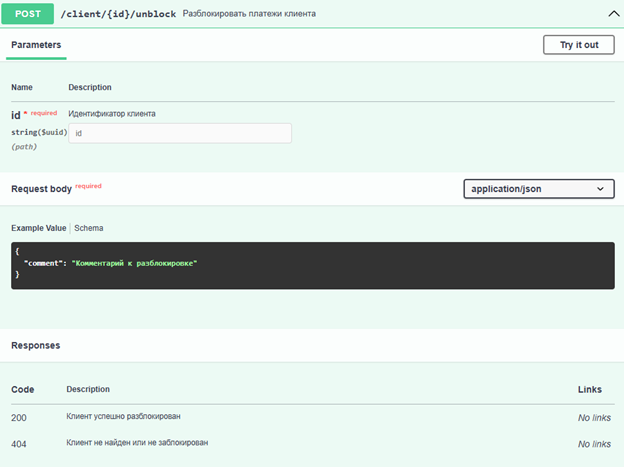 POST /client/{id}/unblock Разблокировать платежи клиента
Parameters Try it out
Name Description
id * required Идентификатор клиента
string($uuid) id
(path)
Request body required application/json
Example Value Schema
{
"comment": "Комментарий к разблокировке"
}
Responses
Code Description Links
200 Клиент успешно разблокирован No links
404 Клиент не найден или не заблокирован No links